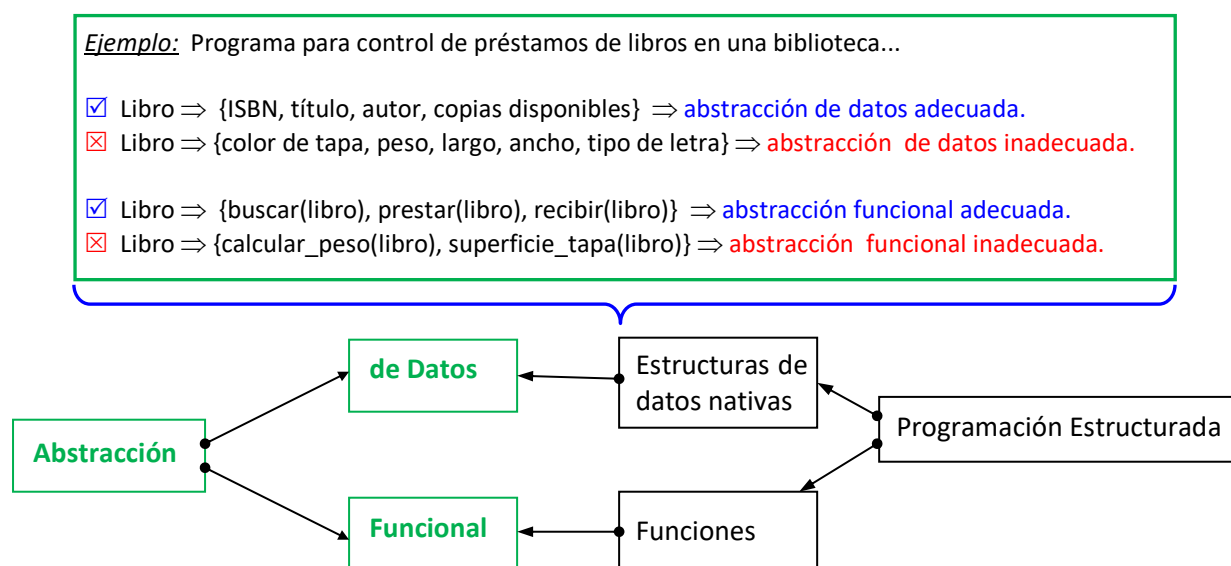 Ejemplo: Programa para control de préstamos de libros en una biblioteca...
☑ Libro ⇒ {ISBN, título, autor, copias disponibles} ⇒ abstracción de datos adecuada.
☒ Libro ⇒ {color de tapa, peso, largo, ancho, tipo de letra} ⇒ abstracción de datos inadecuada.
☑ Libro ⇒ {buscar(libro), prestar(libro), recibir(libro)} ⇒ abstracción funcional adecuada.
☒ Libro ⇒ {calcular_peso(libro), superficie_tapa(libro)} ⇒ abstracción funcional inadecuada.
de Datos
Estructuras de
datos nativas
Programación Estructurada
Abstracción
Funcional
Funciones